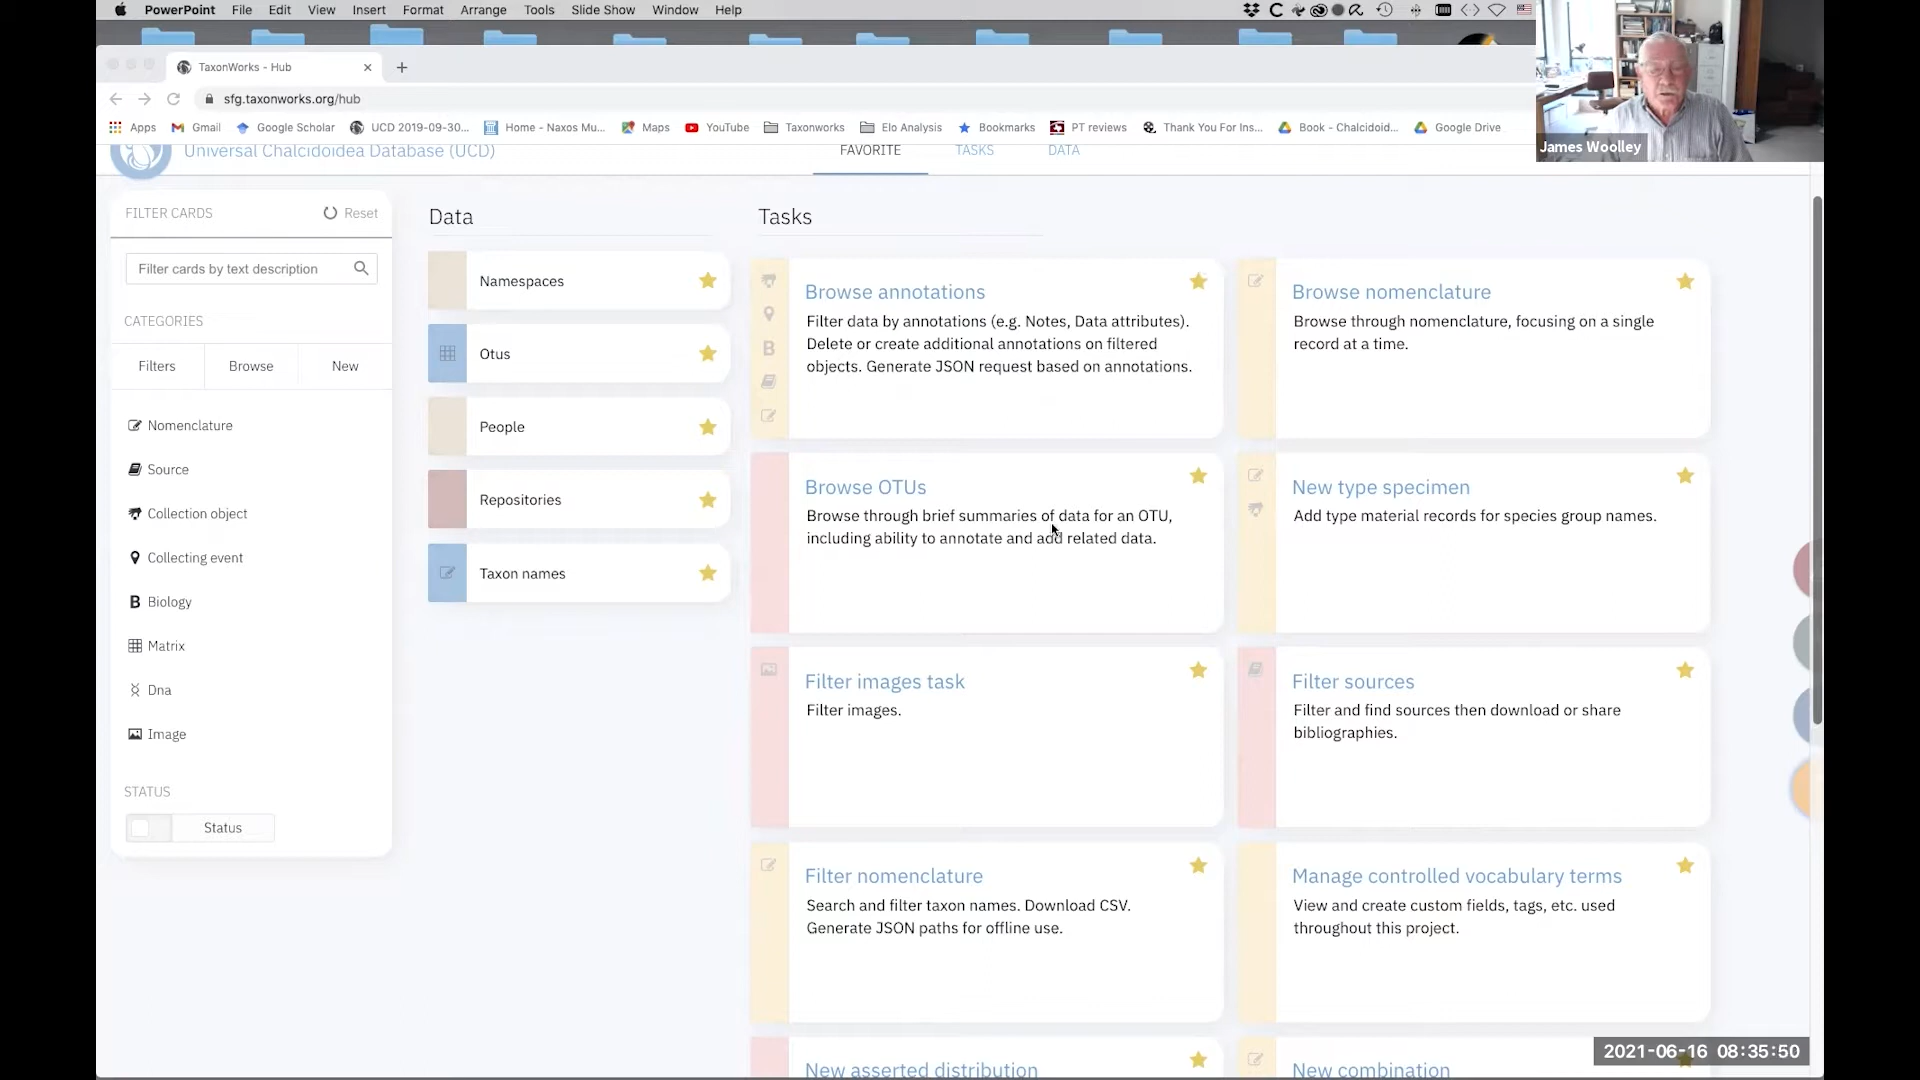 PowerPoint File Edit View Insert Format Arrange Tools Slide Show Window Help
TaxonWorks - Hub
sfg.taxonworks.org/hub
Apps Gmail Google Scholar UCD 2019-09-30... Home - Naxos Mu... Maps YouTube Taxonworks Elo Analysis Bookmarks PT reviews Thank You For Ins... Book - Chalcidoid... Google Drive
James Woolley
Universal Chalcidoidea Database (UCD)
FAVORITE TASKS DATA
FILTER CARDS Reset
Filter cards by text description
CATEGORIES
Filters Browse New
Nomenclature
Source
Collection object
Collecting event
B Biology
Matrix
Dna
Image
STATUS
Status
Data
Namespaces
Otus
People
Repositories
Taxon names
Tasks
B
Browse annotations
Filter data by annotations (e.g. Notes, Data attributes).
Delete or create additional annotations on filtered
objects. Generate JSON request based on annotations.
Browse nomenclature
Browse through nomenclature, focusing on a single
record at a time.
Browse OTUs
Browse through brief summaries of data for an OTU,
including ability to annotate and add related data.
New type specimen
Add type material records for species group names.
Filter images task
Filter images.
Filter sources
Filter and find sources then download or share
bibliographies.
Filter nomenclature
Search and filter taxon names. Download CSV.
Generate JSON paths for offline use.
Manage controlled vocabulary terms
View and create custom fields, tags, etc. used
throughout this project.
New asserted distribution
New combination
2021-06-16 08:35:50